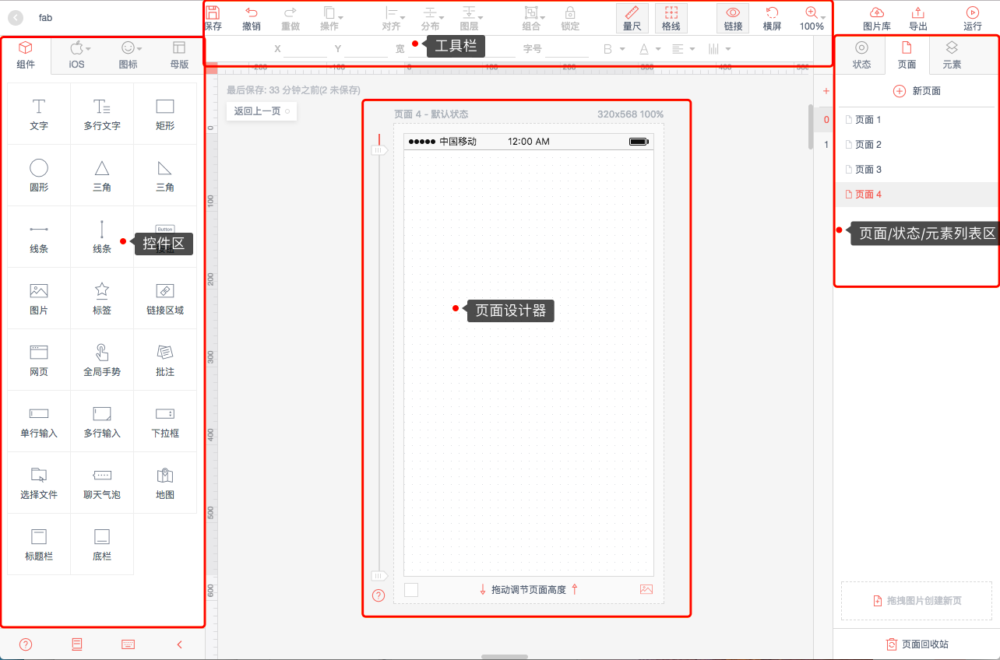 fab
保存 撤销 重做 操作 对齐 分布 图层 组合 锁定 量尺 格线 链接 横屏 100% 图片库 导出 运行
X Y 宽 工具栏 字号 B A
组件 iOS 图标 母版
状态 页面 元素
-200 -100 0 100 200 300 400 500
最后保存: 33 分钟之前(2 未保存)
返回上一页
新页面
文字 多行文字 矩形
圆形 三角 三角
Button
线条 线条
控件区
图片 标签 链接区域
网页 全局手势 批注
单行输入 多行输入 下拉框
选择文件 聊天气泡 地图
标题栏 底栏
0
100
200
300
400
500
600
页面 4 - 默认状态 320x568 100%
中国移动 12:00 AM
页面设计器
拖动调节页面高度
+
0
1
页面 1
页面 2
页面 3
页面 4
页面/状态/元素列表区
拖拽图片创建新页
页面回收站